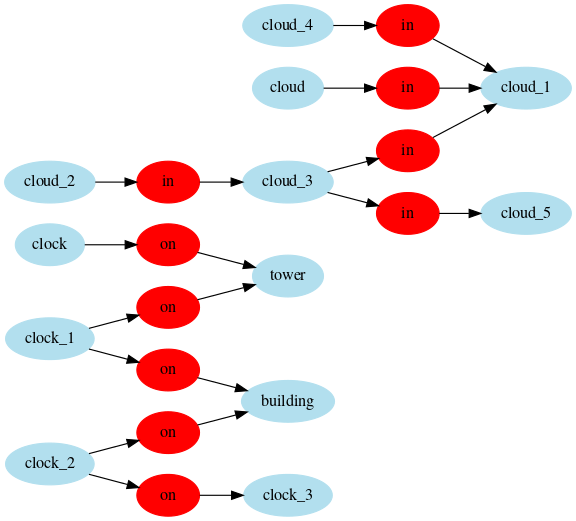 cloud_4 in
cloud in cloud_1
in
cloud_2 in cloud_3
in cloud_5
clock on
tower
on
clock_1
on
building
on
clock_2
on clock_3